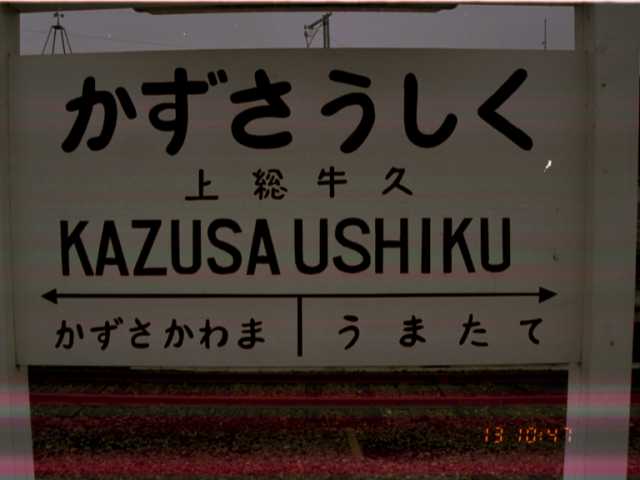 かずさうしく
上総牛久
KAZUSA USHIKU
かずさかわま うまたて
13 10:47